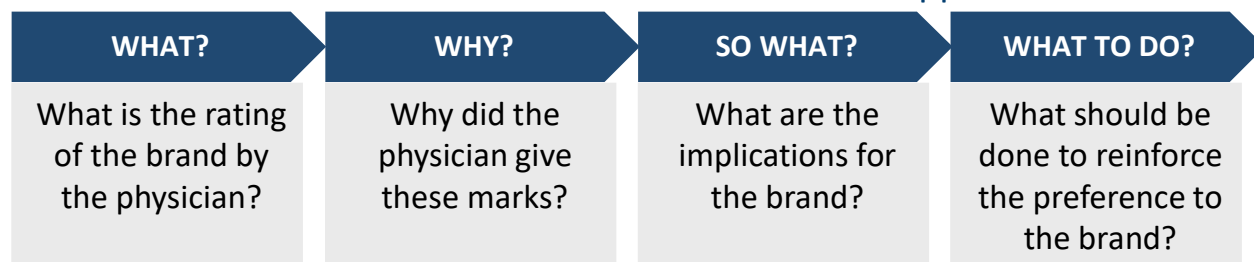 WHAT?
What is the rating
of the brand by
the physician?
WHY?
Why did the
physician give
these marks?
SO WHAT?
What are the
implications for
the brand?
WHAT TO DO?
What should be
done to reinforce
the preference to
the brand?